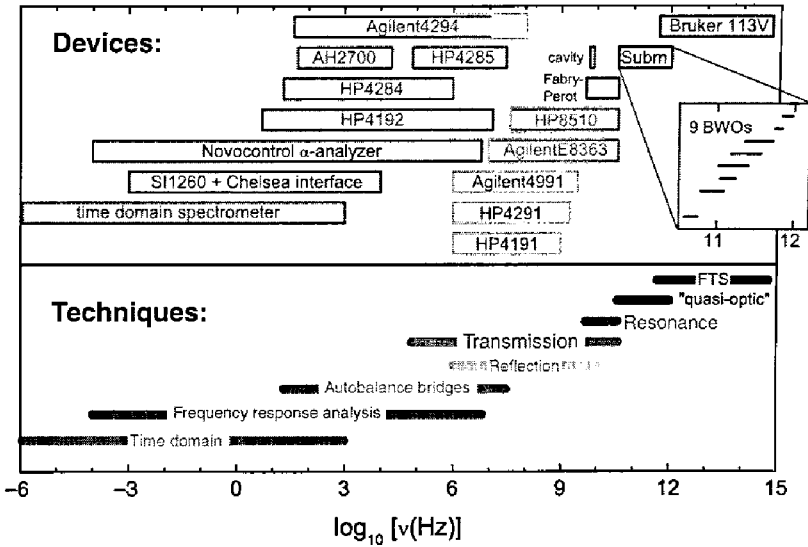 Devices:
Agilent4294
Bruker 113V
AH2700
HP4285
cavity
Subm
HP4284
Fabry-
Perot
HP4192
HP8510
9 BWOs
Novocontrol α-analyzer
AgilentE8363
SI1260 + Chelsea interface
Agilent4991
time domain spectrometer
HP4291
11 12
HP4191
Techniques:
FTS
"quasi-optic"
Resonance
Transmission
Reflection
Autobalance bridges
Frequency response analysis
Time domain
−6 −3 0 3 6 9 12 15
log10 [ν(Hz)]